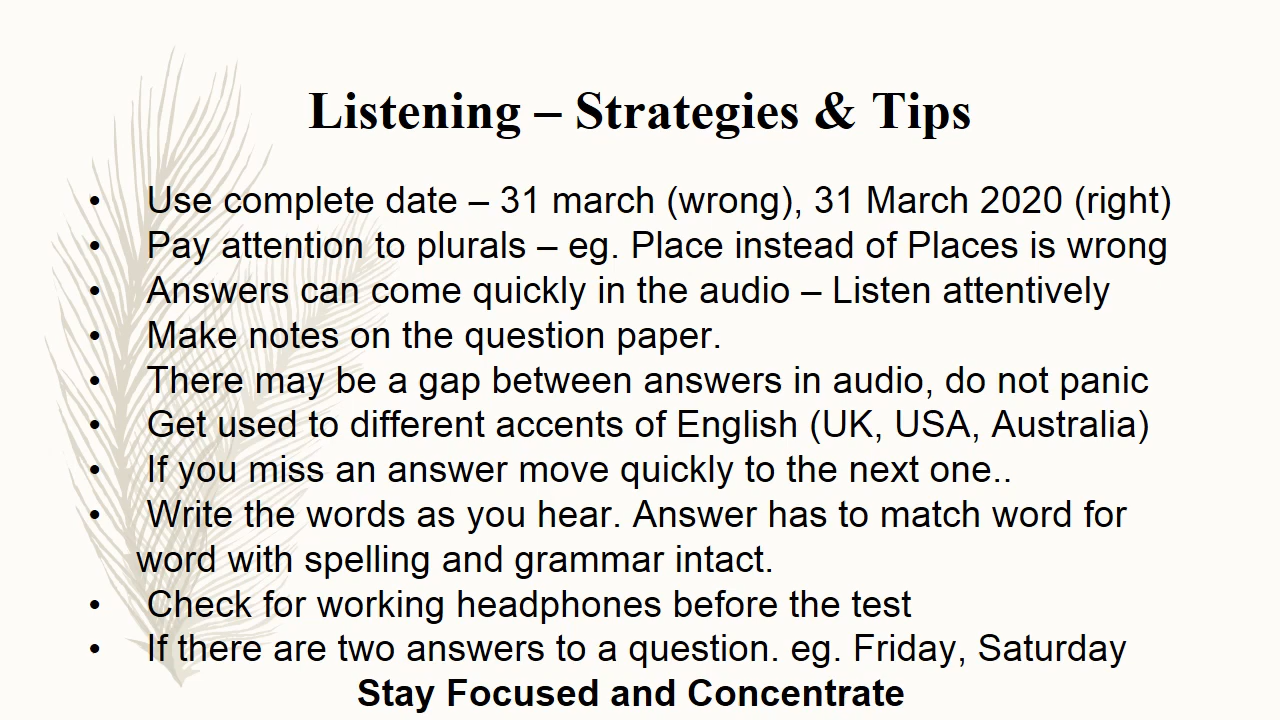 Listening – Strategies & Tips
• Use complete date – 31 march (wrong), 31 March 2020 (right)
• Pay attention to plurals – eg. Place instead of Places is wrong
• Answers can come quickly in the audio – Listen attentively
• Make notes on the question paper.
• There may be a gap between answers in audio, do not panic
• Get used to different accents of English (UK, USA, Australia)
• If you miss an answer move quickly to the next one..
• Write the words as you hear. Answer has to match word for
word with spelling and grammar intact.
• Check for working headphones before the test
• If there are two answers to a question. eg. Friday, Saturday
Stay Focused and Concentrate